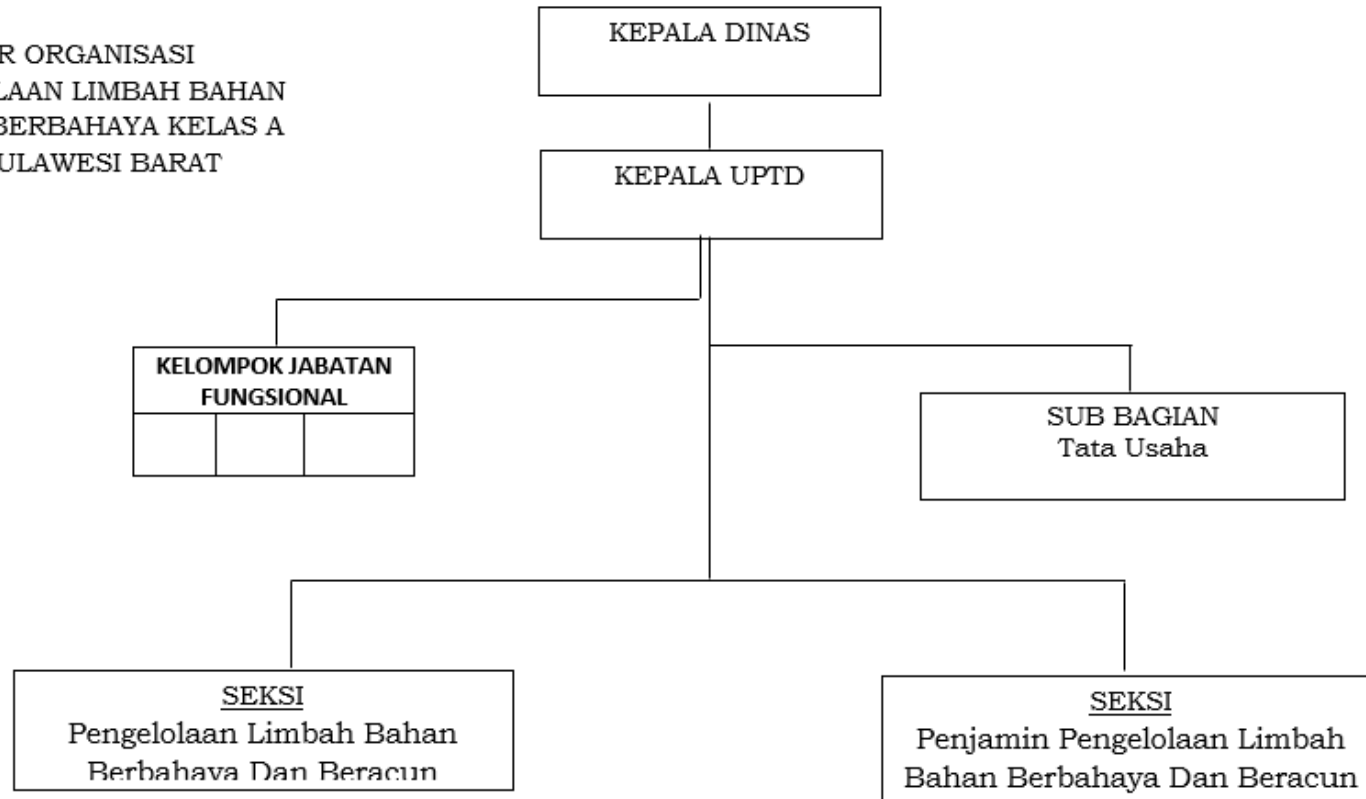 R ORGANISASI
LAAN LIMBAH BAHAN
BERBAHAYA KELAS A
ULAWESI BARAT
KEPALA DINAS
KEPALA UPTD
KELOMPOK JABATAN
FUNGSIONAL
SUB BAGIAN
Tata Usaha
SEKSI
Pengelolaan Limbah Bahan
Berbahaya Dan Beracun
SEKSI
Penjamin Pengelolaan Limbah
Bahan Berbahaya Dan Beracun